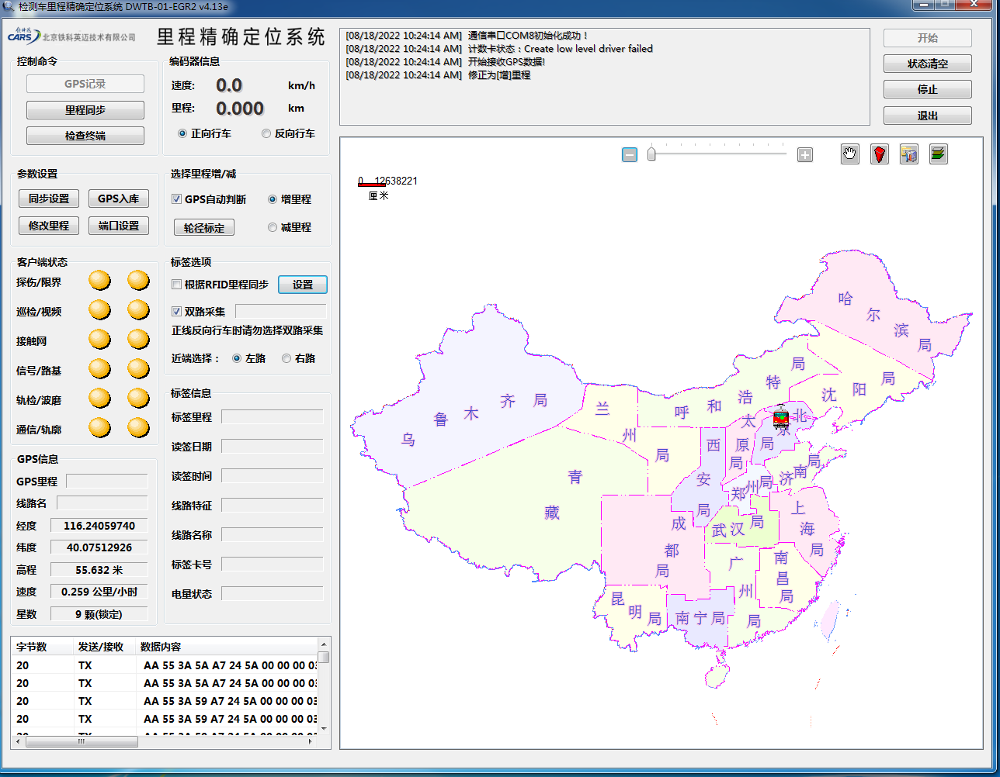 检测车里程精确定位系统 DWTB-01-EGR2 v4.13e
CARS 北京铁科英迈技术有限公司
里程精确定位系统
控制命令
GPS记录
里程同步
检查终端
编码器信息
速度: 0.0 km/h
里程: 0.000 km
正向行车 反向行车
[08/18/2022 10:24:14 AM] 通信串口COM8初始化成功！
[08/18/2022 10:24:14 AM] 计数卡状态：Create low level driver failed
[08/18/2022 10:24:14 AM] 开始接收GPS数据!
[08/18/2022 10:24:14 AM] 修正为[增]里程
开始
状态清空
停止
退出
参数设置
同步设置 GPS入库
修改里程 端口设置
选择里程增/减
GPS自动判断 增里程
轮径标定 减里程
客户端状态
探伤/限界
巡检/视频
接触网
信号/路基
轨检/波磨
通信/轨廓
标签选项
根据RFID里程同步 设置
双路采集
正线反向行车时请勿选择双路采集
近端选择： 左路 右路
标签信息
标签里程
读签日期
读签时间
线路特征
线路名称
标签卡号
电量状态
GPS信息
GPS里程
线路名
经度 116.24059740
纬度 40.07512926
高程 55.632 米
速度 0.259 公里/小时
星数 9 颗(锁定)
字节数 发送/接收 数据内容
20 TX AA 55 3A 5A A7 24 5A 00 00 00 03
20 TX AA 55 3A 5A A7 24 5A 00 00 00 03
20 TX AA 55 3A 59 A7 24 5A 00 00 00 03
20 TX AA 55 3A 59 A7 24 5A 00 00 00 03
20 TX AA 55 3A 59 A7 24 5A 00 00 00 03
0 12638221
厘米
哈尔滨局
沈阳局
呼和浩特局
乌鲁木齐局
兰州局
青藏
太原局
北京局
西安局
济南局
郑州局
武汉局
上海局
成都局
南昌局
广州局
昆明局
南宁局